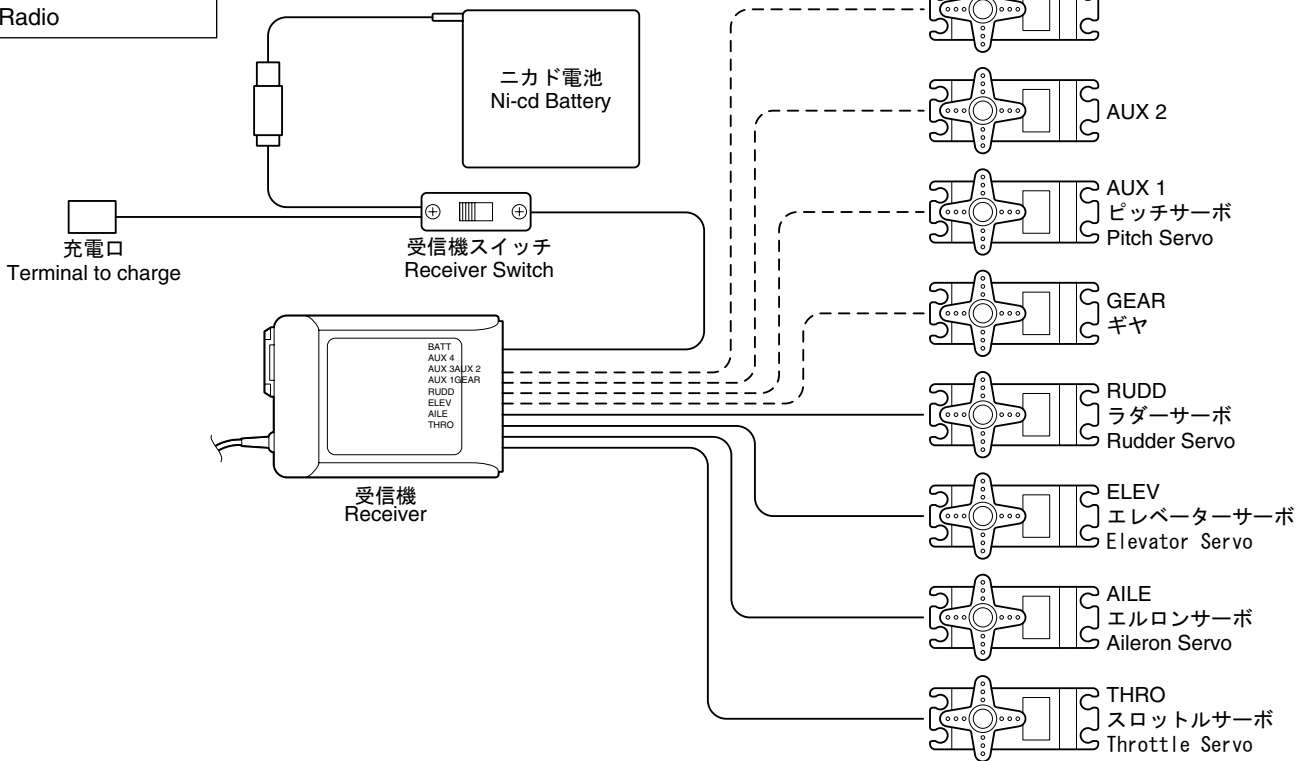 Radio
ニカド電池
Ni-cd Battery
AUX 2
AUX 1
ピッチサーボ
Pitch Servo
充電口
Terminal to charge
受信機スイッチ
Receiver Switch
GEAR
ギヤ
BATT
AUX 4
AUX 3AUX 2
AUX 1GEAR
RUDD
ELEV
AILE
THRO
受信機
Receiver
RUDD
ラダーサーボ
Rudder Servo
ELEV
エレベーターサーボ
Elevator Servo
AILE
エルロンサーボ
Aileron Servo
THRO
スロットルサーボ
Throttle Servo